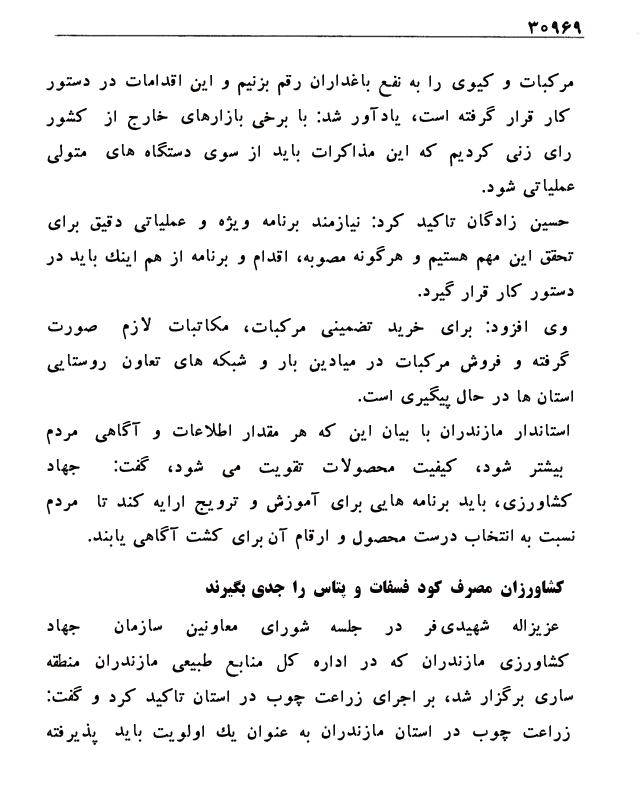 ۳۰۹۶۹
مرکبات و کیوی را به نفع باغداران رقم بزنیم و این اقدامات در دستور
کار قرار گرفته است، یادآور شد: با برخی بازارهای خارج از کشور
رای زنی کردیم که این مذاکرات باید از سوی دستگاه های متولی
عملیاتی شود.
حسین زادگان تاکید کرد: نیازمند برنامه ویژه و عملیاتی دقیق برای
تحقق این مهم هستیم و هرگونه مصوبه، اقدام و برنامه از هم اینك باید در
دستور کار قرار گیرد.
وی افزود: برای خرید تضمینی مرکبات، مکاتبات لازم صورت
گرفته و فروش مرکبات در میادین بار و شبکه های تعاون روستایی
استان ها در حال پیگیری است.
استاندار مازندران با بیان این که هر مقدار اطلاعات و آگاهی مردم
بیشتر شود، کیفیت محصولات تقویت می شود، گفت: جهاد
کشاورزی، باید برنامه هایی برای آموزش و ترویج ارایه کند تا مردم
نسبت به انتخاب درست محصول و ارقام آن برای کشت آگاهی یابند.
کشاورزان مصرف کود فسفات و پتاس را جدی بگیرند
عزیزاله شهیدی‌فر در جلسه شورای معاونین سازمان جهاد
کشاورزی مازندران که در اداره کل منابع طبیعی مازندران منطقه
ساری برگزار شد، بر اجرای زراعت چوب در استان تاکید کرد و گفت:
زراعت چوب در استان مازندران به عنوان یك اولویت باید پذیرفته